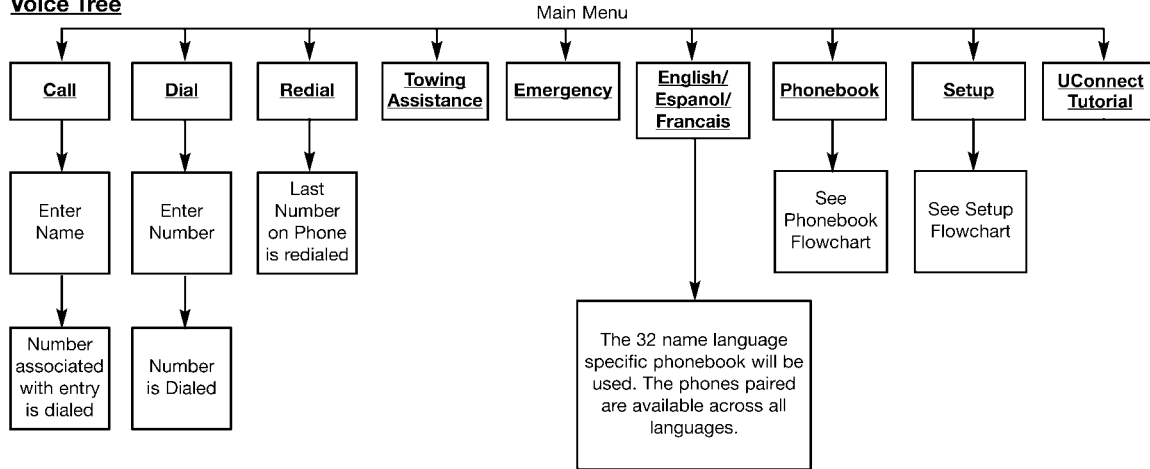 Voice Tree
Main Menu
Call
Dial
Redial
Towing
Assistance
Emergency
English/
Espanol/
Francais
Phonebook
Setup
UConnect
Tutorial
Enter
Name
Enter
Number
Last
Number
on Phone
is redialed
See
Phonebook
Flowchart
See Setup
Flowchart
Number
associated
with entry
is dialed
Number
is Dialed
The 32 name language
specific phonebook will be
used. The phones paired
are available across all
languages.